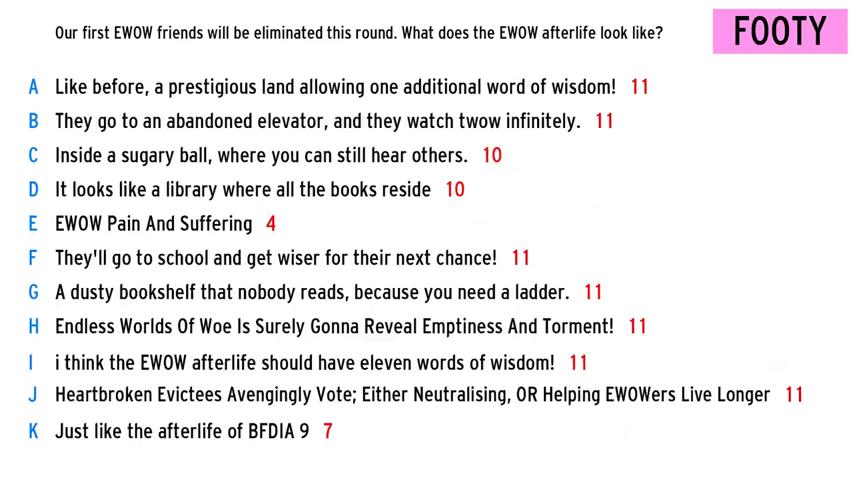 Our first EWOW friends will be eliminated this round. What does the EWOW afterlife look like?
FOOTY
A Like before, a prestigious land allowing one additional word of wisdom! 11
B They go to an abandoned elevator, and they watch twow infinitely. 11
C Inside a sugary ball, where you can still hear others. 10
D It looks like a library where all the books reside 10
E EWOW Pain And Suffering 4
F They'll go to school and get wiser for their next chance! 11
G A dusty bookshelf that nobody reads, because you need a ladder. 11
H Endless Worlds Of Woe Is Surely Gonna Reveal Emptiness And Torment! 11
I i think the EWOW afterlife should have eleven words of wisdom! 11
J Heartbroken Evictees Avengingly Vote; Either Neutralising, OR Helping EWOWers Live Longer 11
K Just like the afterlife of BFDIA 9 7